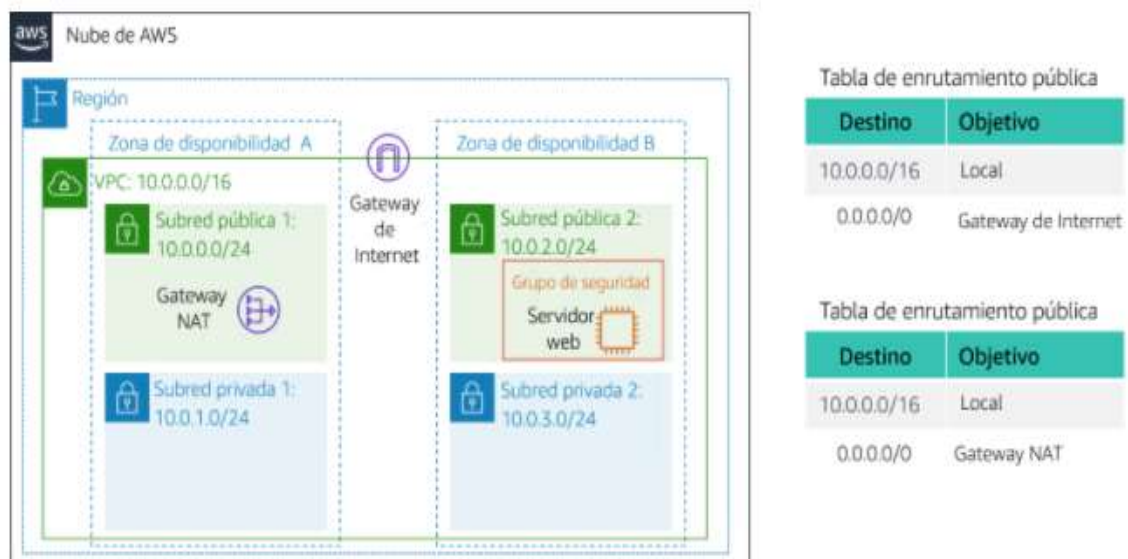 aws
Nube de AWS
Región
Zona de disponibilidad A
Zona de disponibilidad B
VPC: 10.0.0.0/16
Gateway
de
Internet
Subred pública 1:
10.0.0.0/24
Gateway
NAT
Subred pública 2:
10.0.2.0/24
Grupo de seguridad
Servidor
web
Subred privada 1:
10.0.1.0/24
Subred privada 2:
10.0.3.0/24
Tabla de enrutamiento pública
Destino Objetivo
10.0.0.0/16 Local
0.0.0.0/0 Gateway de Internet
Tabla de enrutamiento pública
Destino Objetivo
10.0.0.0/16 Local
0.0.0.0/0 Gateway NAT